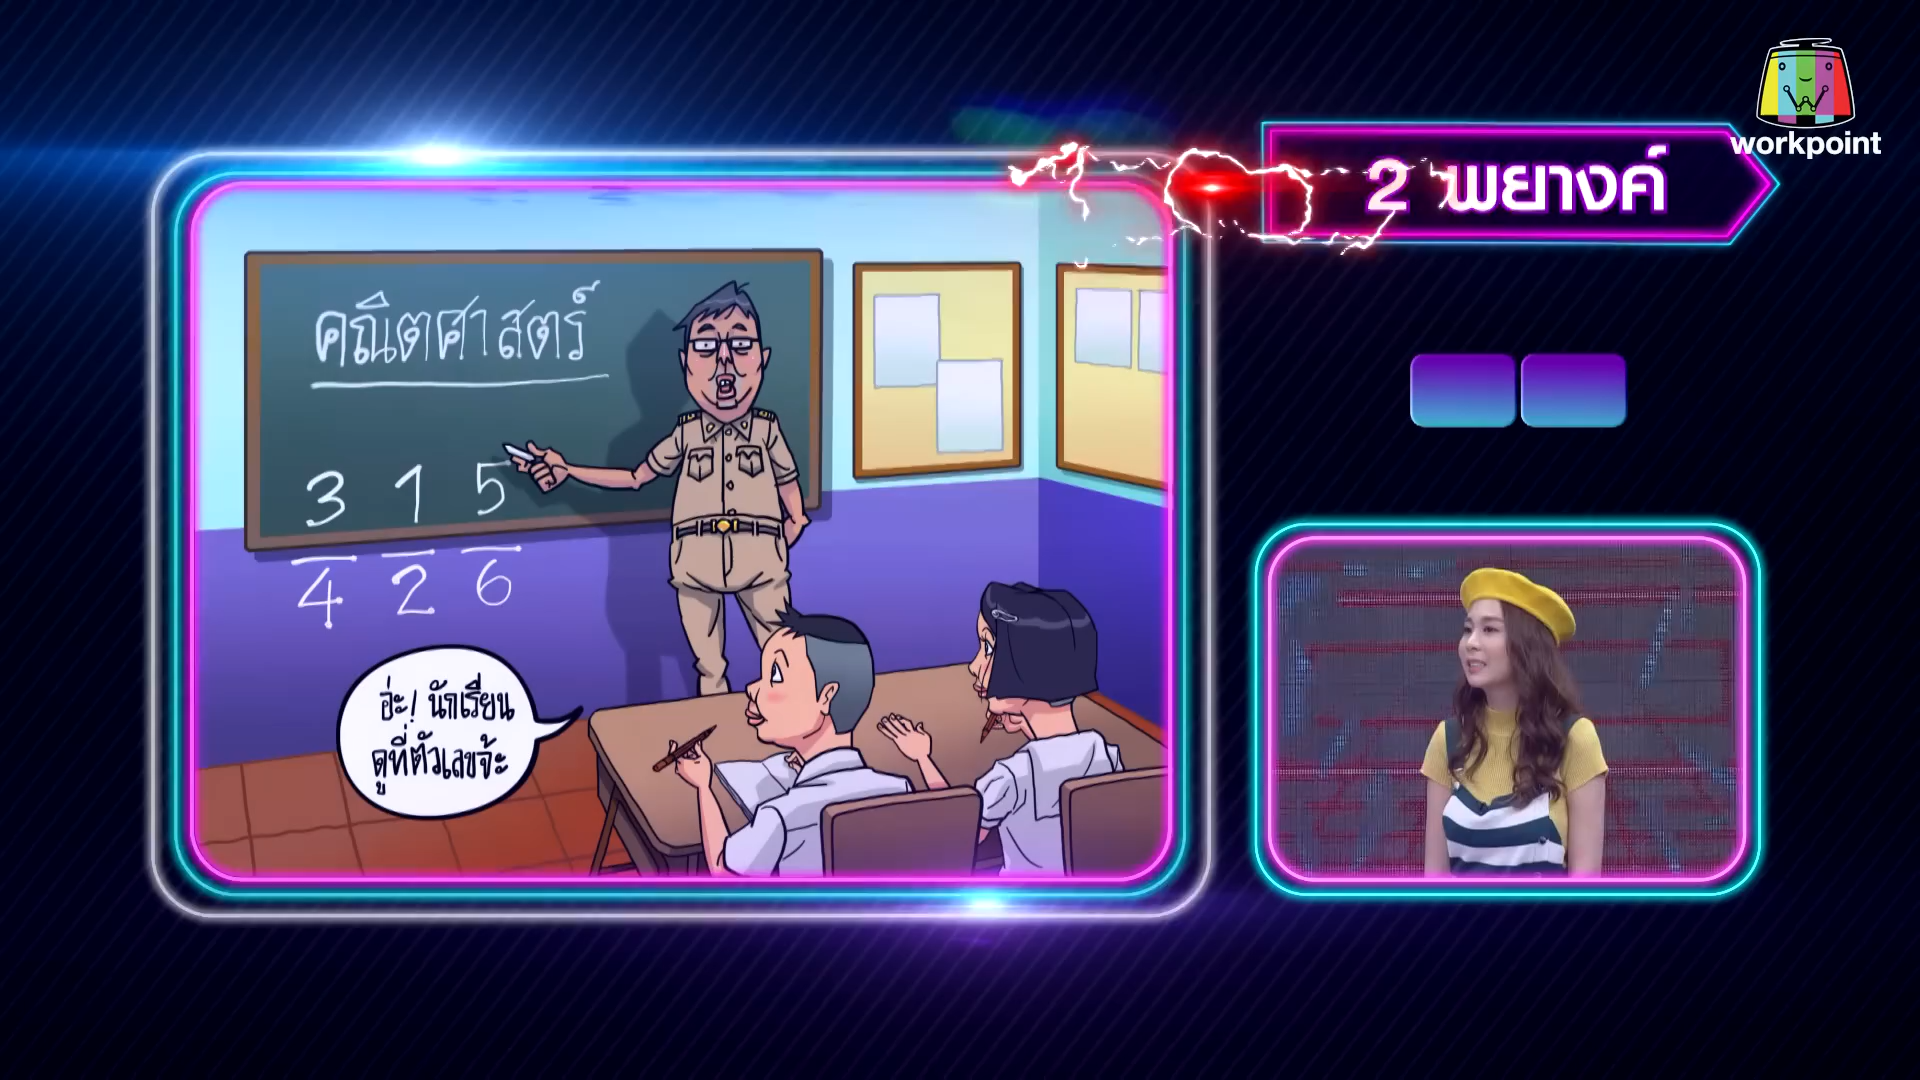 workpoint
2 พยางค์
คณิตศาสตร์
3 1 5
4 2 6
อ่ะ! นักเรียน
ดูที่ตัวเลขจ้ะ